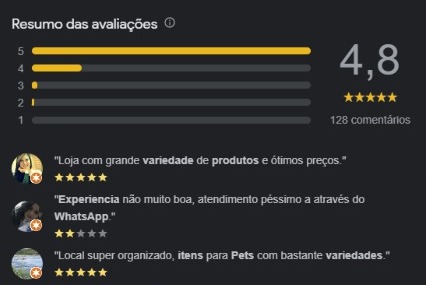 Resumo das avaliações
5
4
3
2
1
4,8
128 comentários
"Loja com grande variedade de produtos e ótimos preços."
"Experiencia não muito boa, atendimento péssimo a através do
WhatsApp."
"Local super organizado, itens para Pets com bastante variedades."